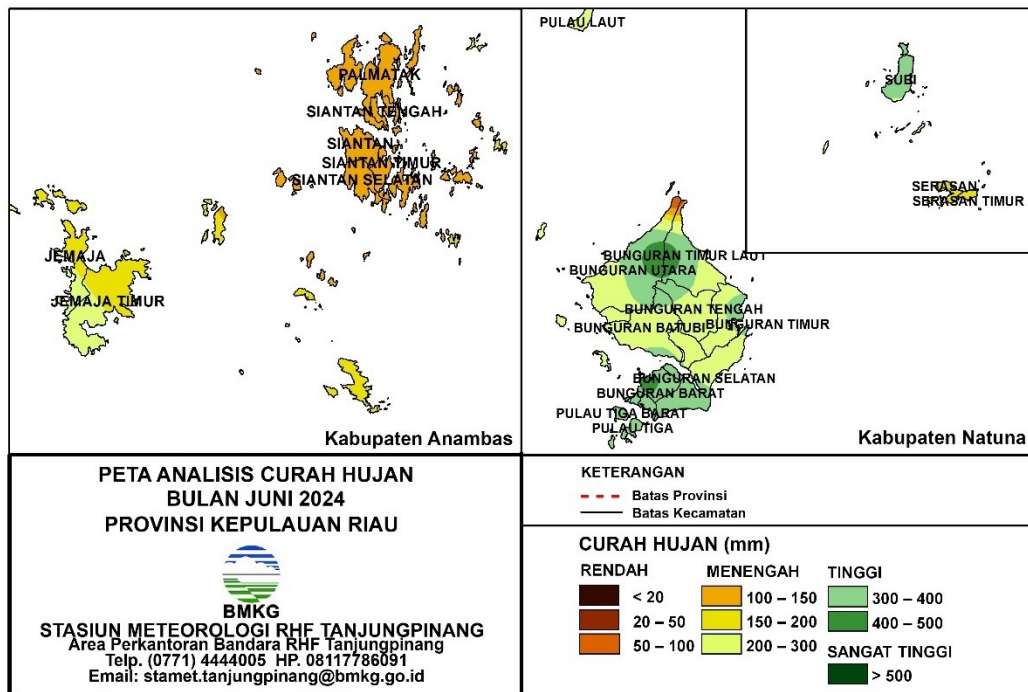 PULAU LAUT
PALMATAK
SIANTAN TENGAH
SIANTAN
SIANTAN TIMUR
SIANTAN SELATAN
JEMAJA
JEMAJA TIMUR
Kabupaten Anambas
SUBI
SERASAN
SERASAN TIMUR
BUNGURAN TIMUR LAUT
BUNGURAN UTARA
BUNGURAN TENGAH
BUNGURAN BATUBI
BUNGURAN TIMUR
BUNGURAN SELATAN
BUNGURAN BARAT
PULAU TIGA BARAT
PULAU TIGA
Kabupaten Natuna
PETA ANALISIS CURAH HUJAN
BULAN JUNI 2024
PROVINSI KEPULAUAN RIAU
BMKG
STASIUN METEOROLOGI RHF TANJUNGPINANG
Area Perkantoran Bandara RHF Tanjungpinang
Telp. (0771) 4444005 HP. 08117786091
Email: stamet.tanjungpinang@bmkg.go.id
KETERANGAN
Batas Provinsi
Batas Kecamatan
CURAH HUJAN (mm)
RENDAH
< 20
20 – 50
50 – 100
MENENGAH
100 – 150
150 – 200
200 – 300
TINGGI
300 – 400
400 – 500
SANGAT TINGGI
> 500